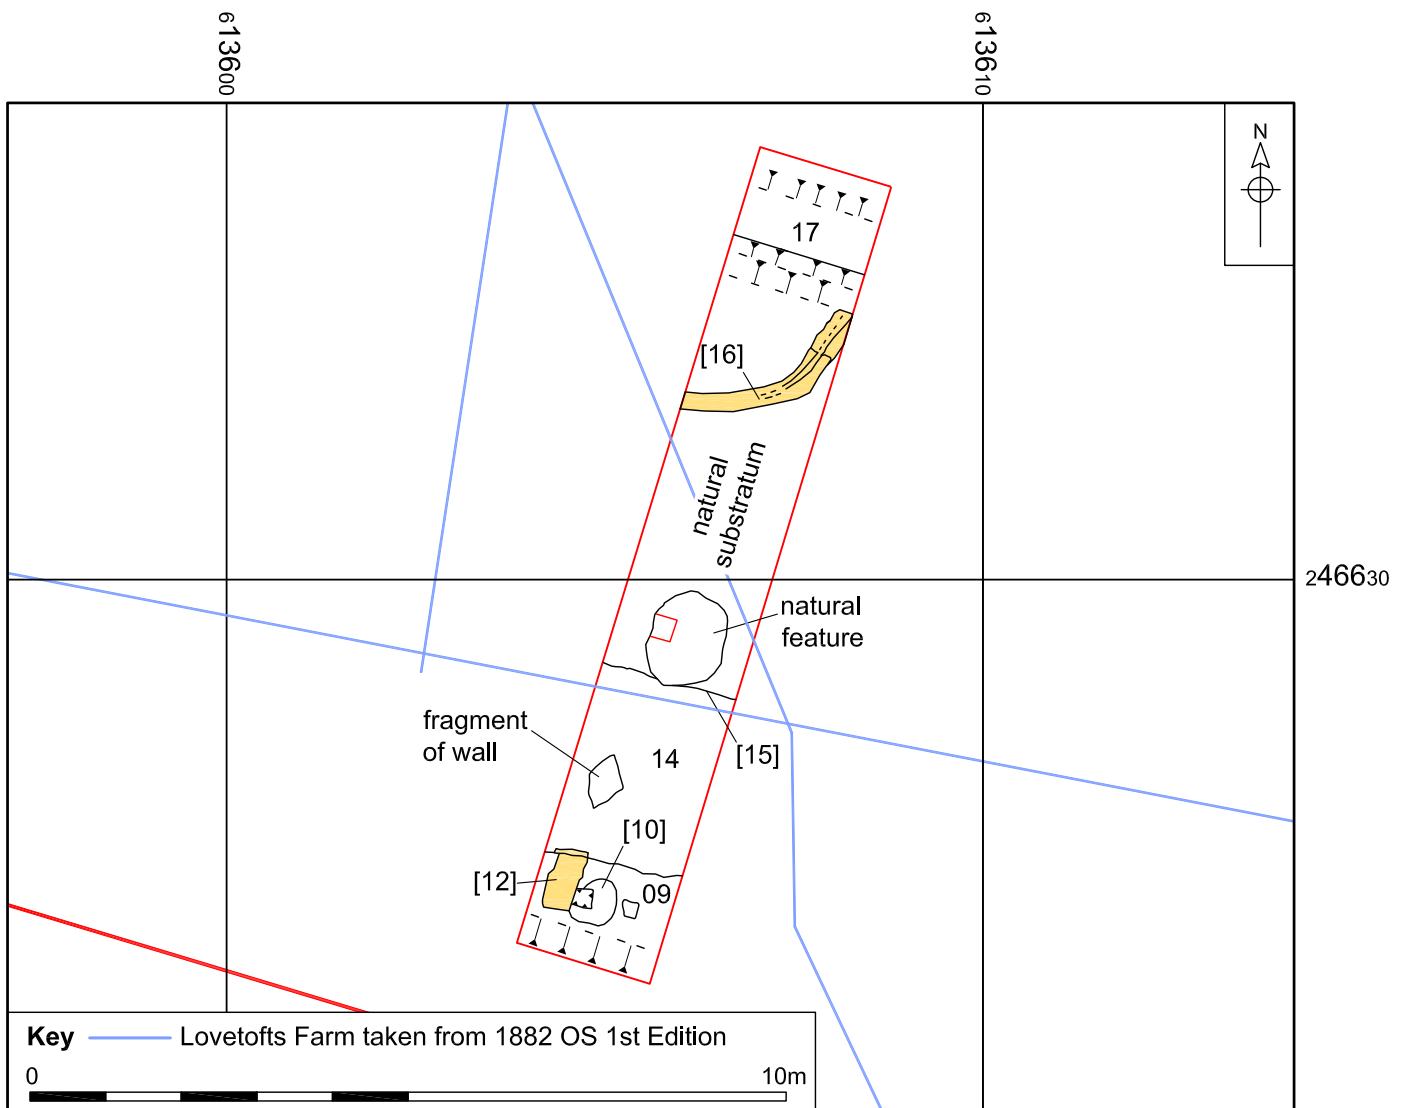 613600
613610
N
17
[16]
natural
substratum
246630
natural
feature
fragment
of wall
14
[15]
[10]
[12]
09
Key Lovetofts Farm taken from 1882 OS 1st Edition
0 10m